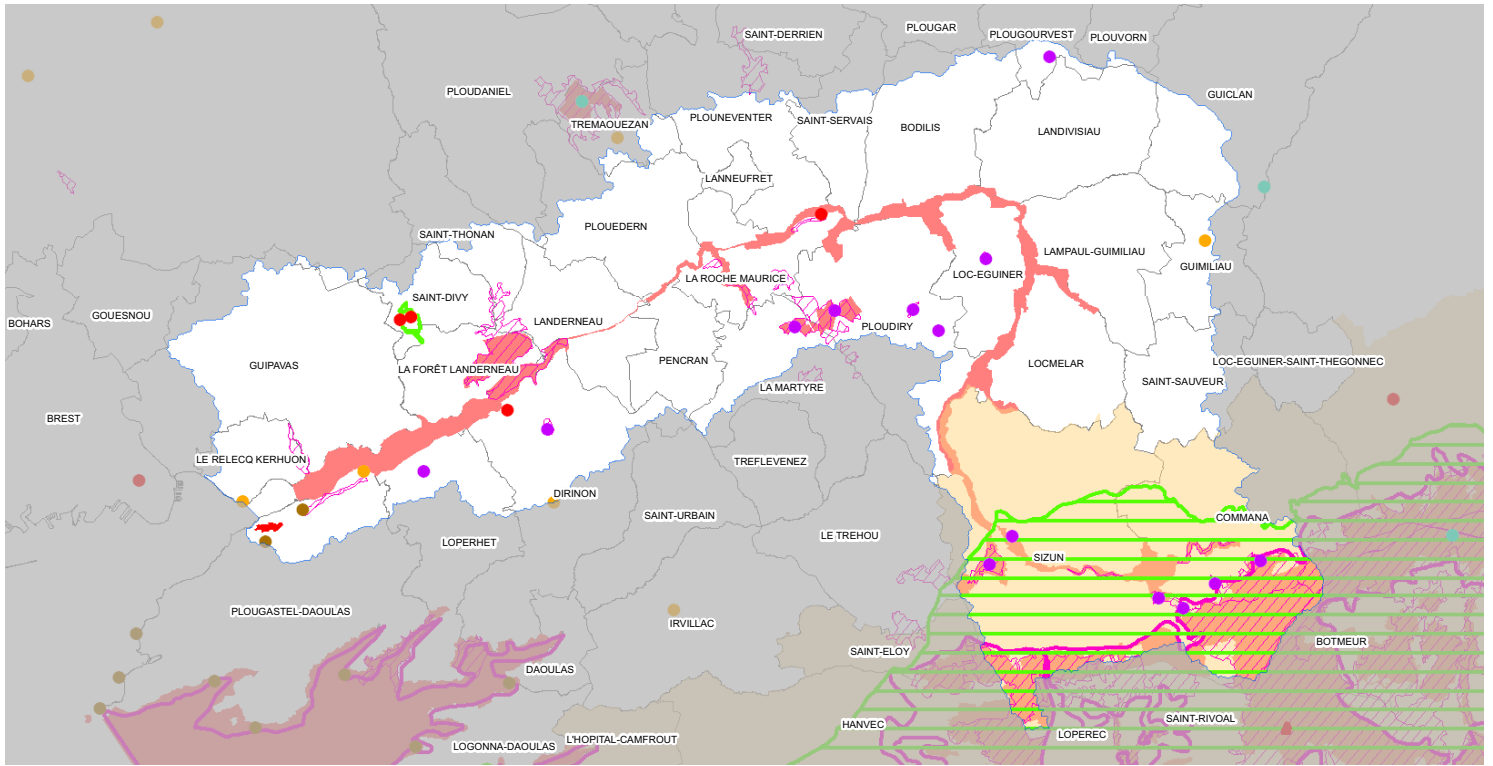 PLOUGAR
SAINT-DERRIEN
PLOUGOURVEST
PLOUVORN
PLOUDANIEL
GUICLAN
PLOUNEVENTER
SAINT-SERVAIS
TREMAOUEZAN
BODILIS
LANDIVISIAU
LANNEUFRET
PLOUEDERN
SAINT-THONAN
LAMPAUL-GUIMILIAU
GUIMILIAU
LA ROCHE MAURICE
LOC-EGUINER
SAINT-DIVY
GOUESNOU
BOHARS
LANDERNEAU
PLOUDIRY
PENCRAN
LOC-EGUINER-SAINT-THEGONNEC
GUIPAVAS
LA FORÊT LANDERNEAU
LOCMELAR
SAINT-SAUVEUR
LA MARTYRE
BREST
LE RELECQ KERHUON
TREFLEVENEZ
DIRINON
SAINT-URBAIN
COMMANA
LE TREHOU
LOPERHET
SIZUN
PLOUGASTEL-DAOULAS
IRVILLAC
BOTMEUR
SAINT-ELOY
DAOULAS
SAINT-RIVOAL
HANVEC
LOPEREC
L'HOPITAL-CAMFROUT
LOGONNA-DAOULAS